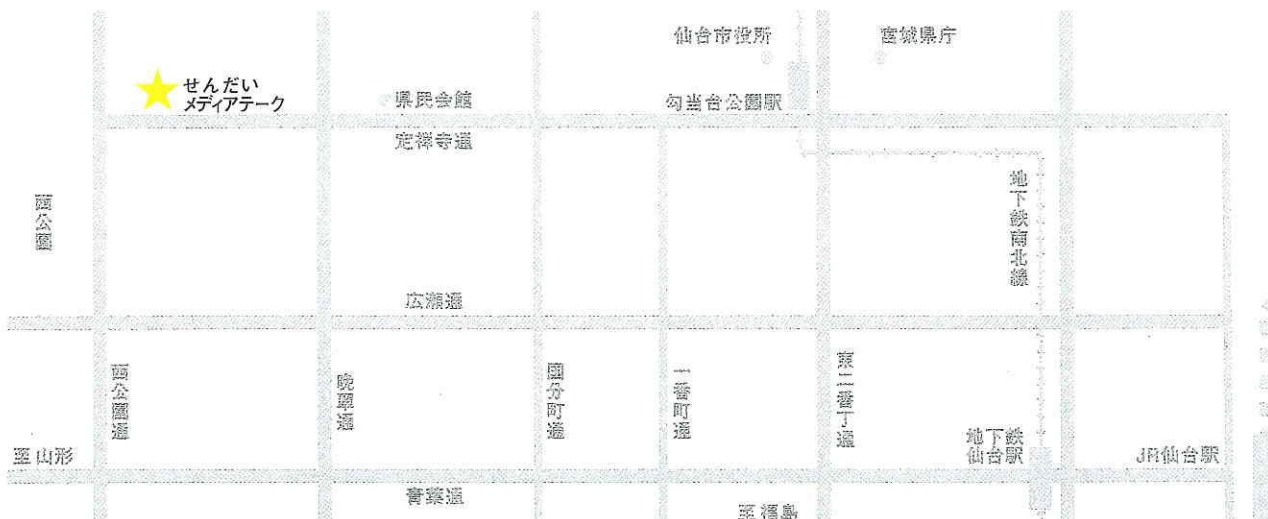 仙台市役所
宮城県庁
せんだい
メディアテーク
県民会館
勾当台公園駅
定禅寺通
西公園
地下鉄南北線
広瀬通
西公園通
晩翠通
国分町通
一番町通
東二番丁通
至山形
地下鉄
仙台駅
JR仙台駅
青葉通
至福島